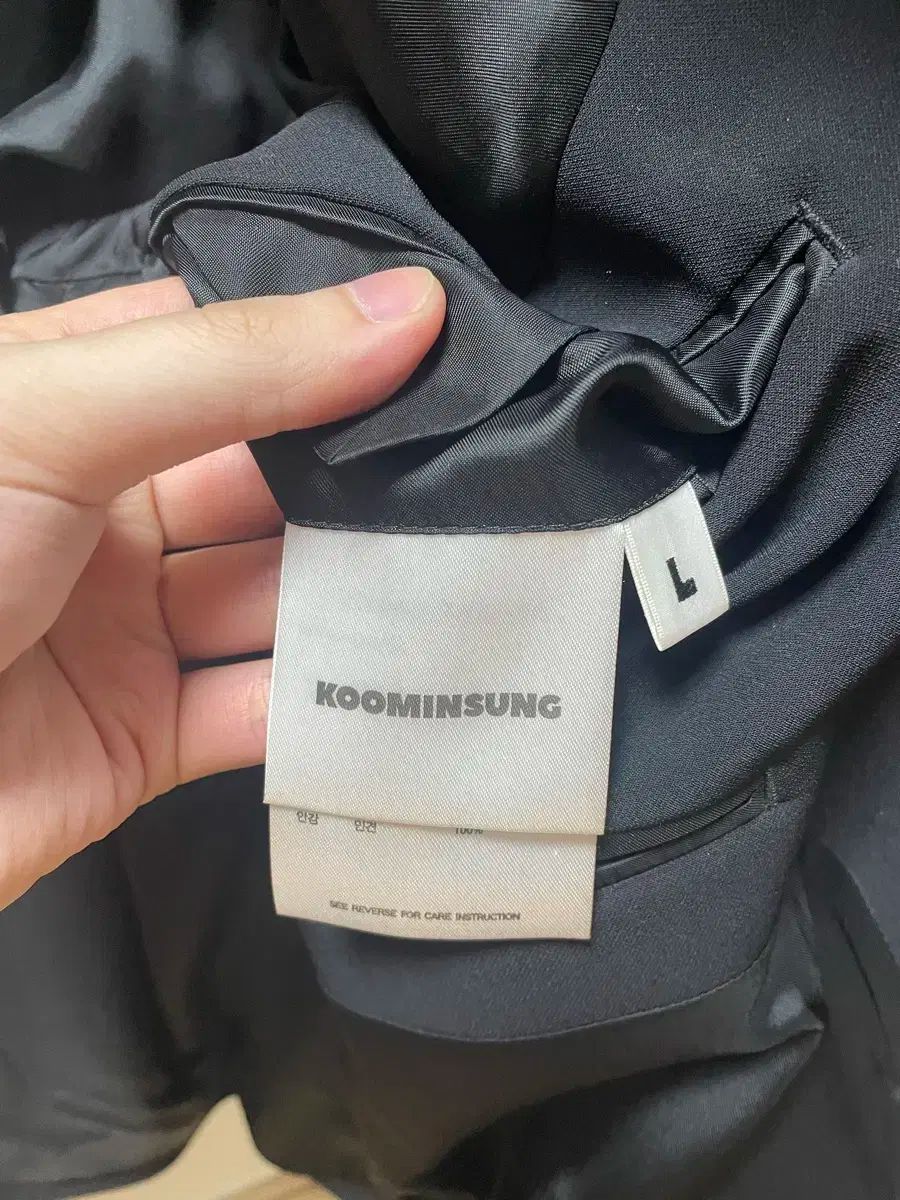 L
KOOMINSUNG
안감 인견 100%
SEE REVERSE FOR CARE INSTRUCTION